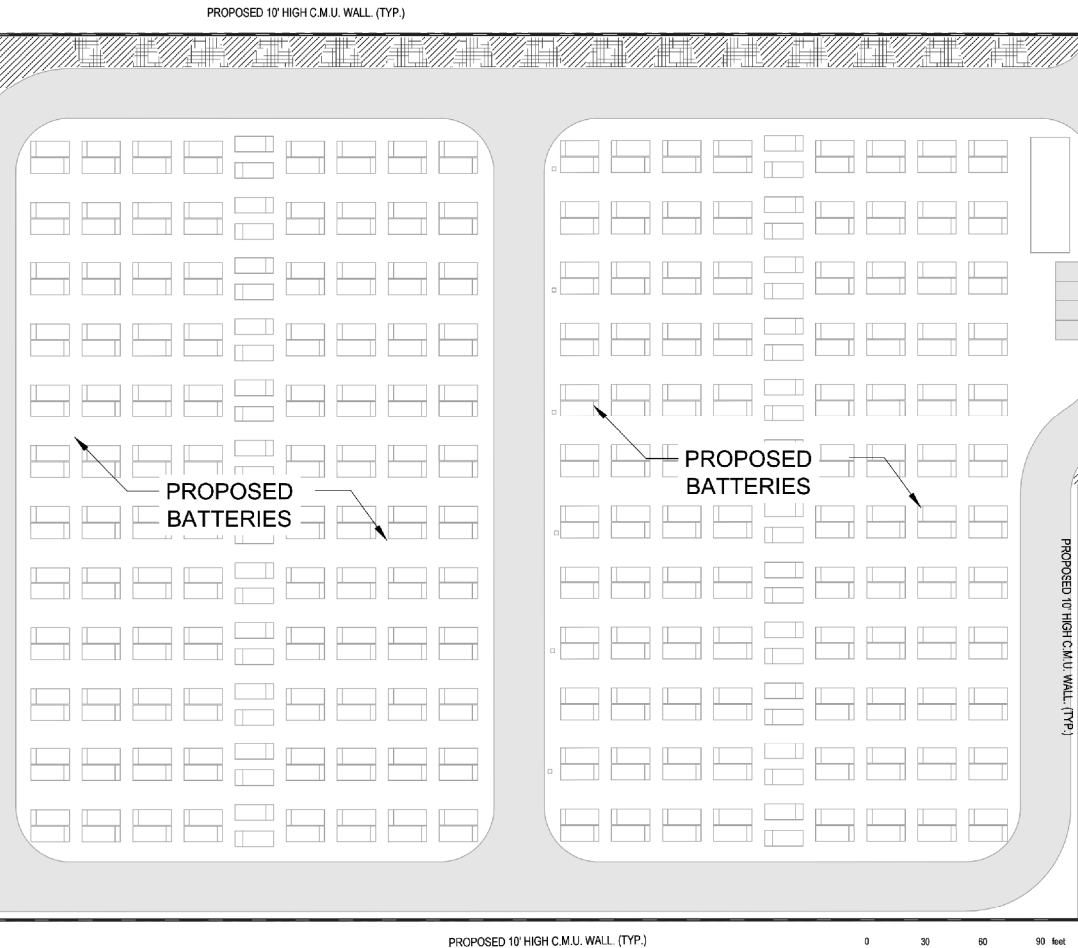 PROPOSED 10' HIGH C.M.U. WALL. (TYP.)
PROPOSED
BATTERIES
PROPOSED
BATTERIES
PROPOSED 10' HIGH C.M.U. WALL. (TYP.)
PROPOSED 10' HIGH C.M.U. WALL. (TYP.)
0 30 60 90 feet